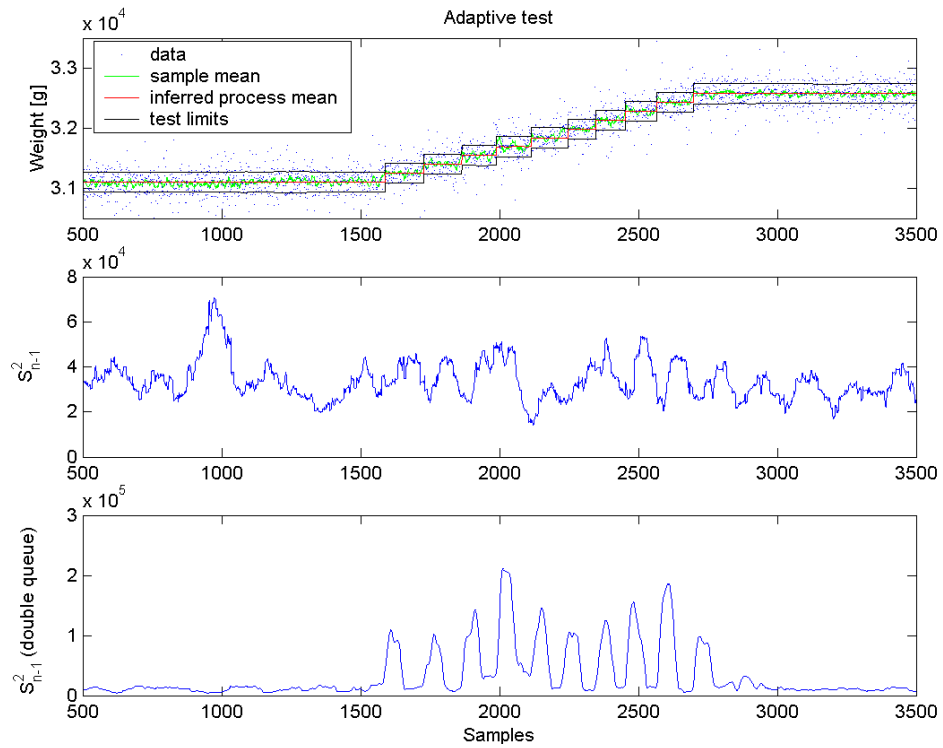 Adaptive test
x 10^4
Weight [g]
3.3
3.2
3.1
data
sample mean
inferred process mean
test limits
500 1000 1500 2000 2500 3000 3500
x 10^4
S^2_{n-1}
8
6
4
2
0
500 1000 1500 2000 2500 3000 3500
x 10^5
S^2_{n-1} (double queue)
3
2
1
0
500 1000 1500 2000 2500 3000 3500
Samples